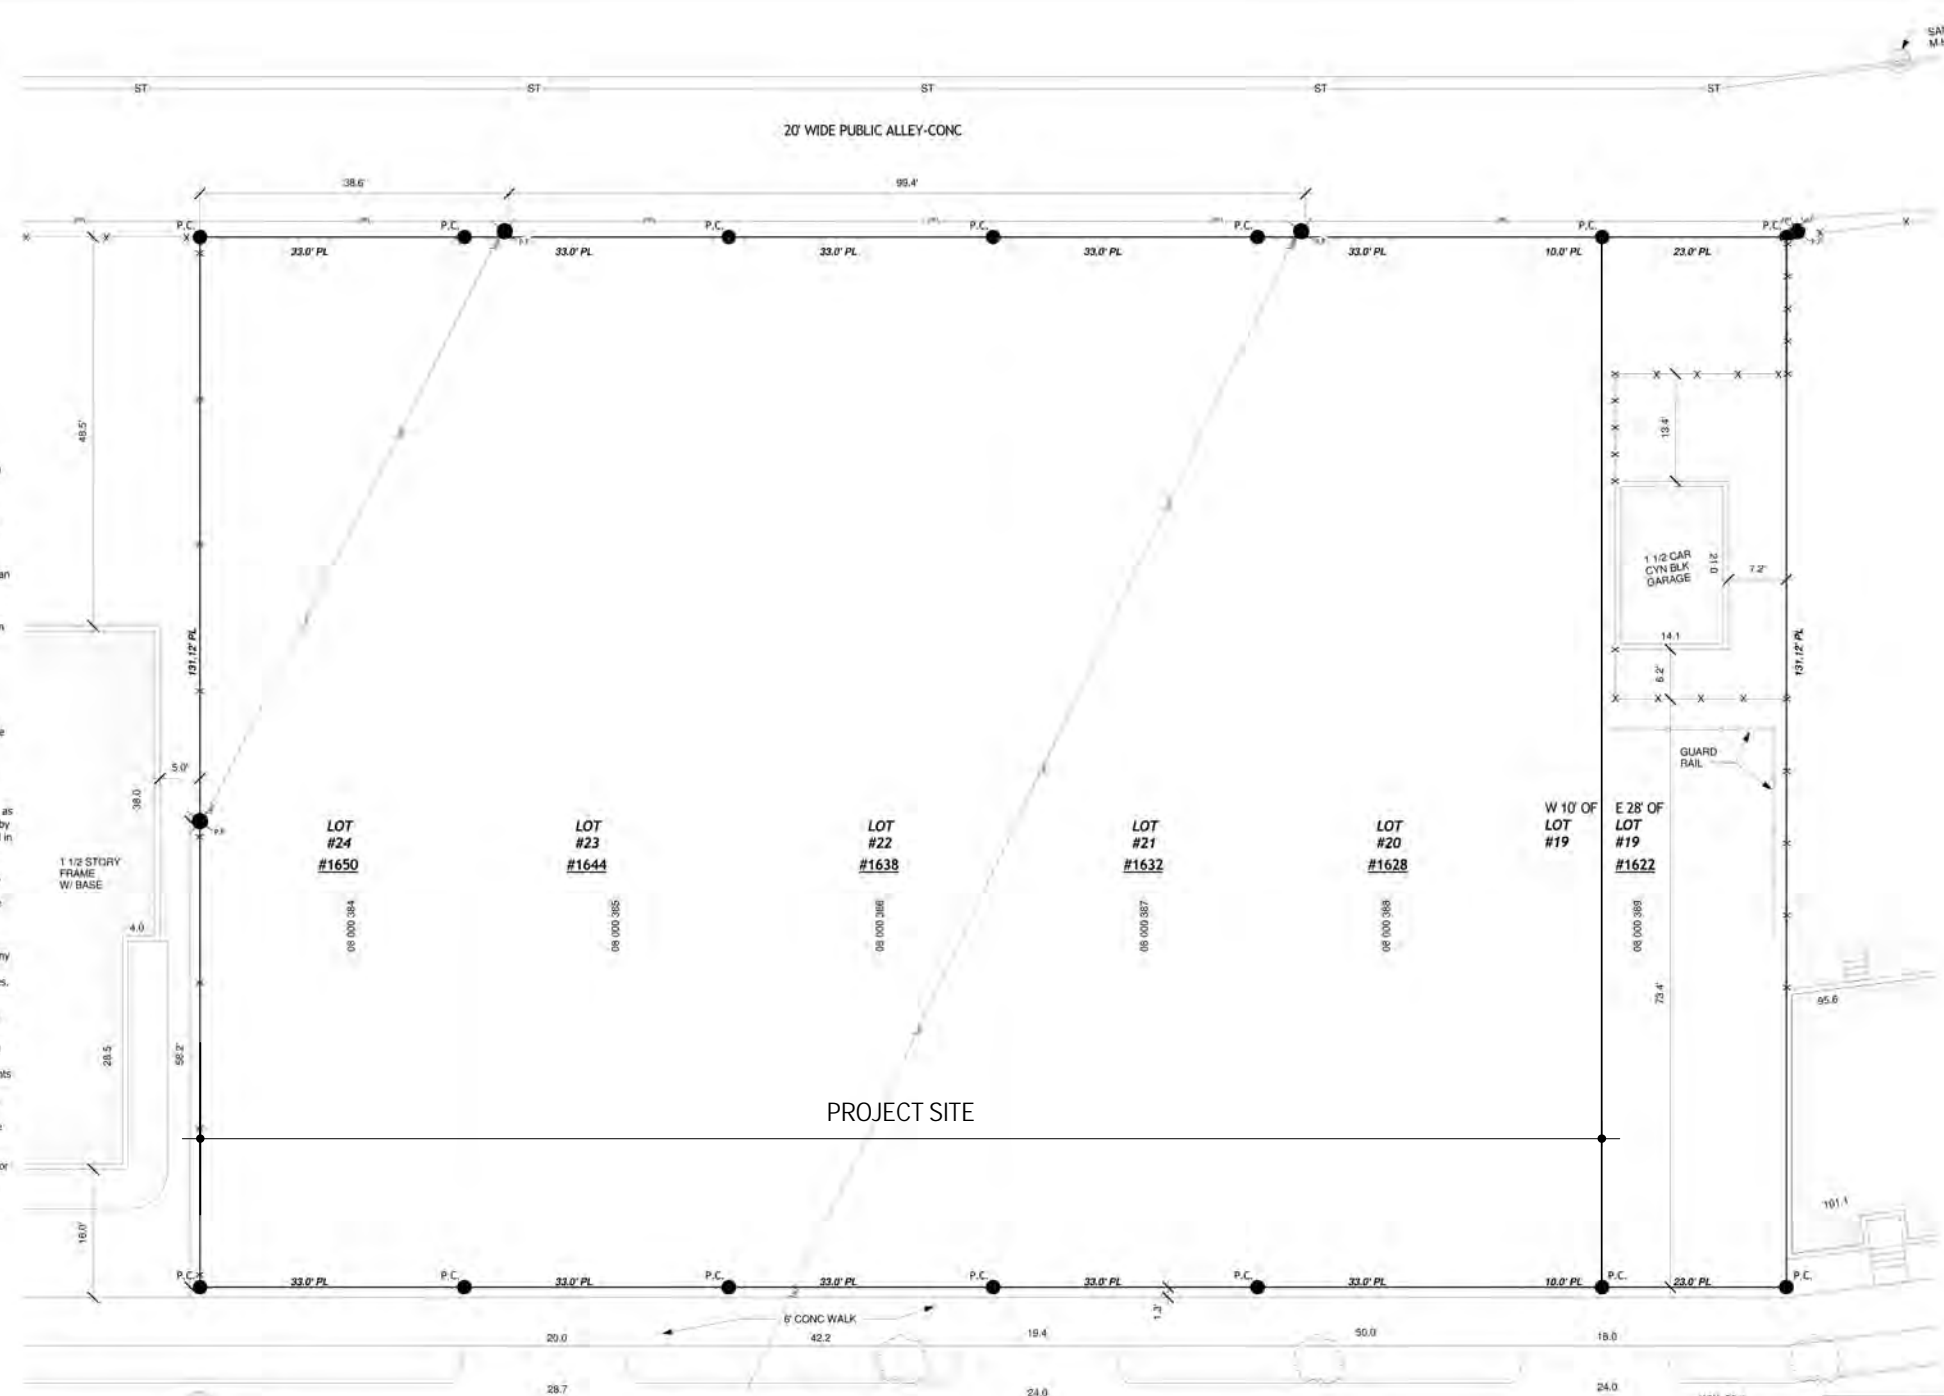 SAN
M.H
ST
ST
ST
ST
ST
20' WIDE PUBLIC ALLEY-CONC
38.6'
99.4'
P.C.
P.C.
P.C.
P.C.
P.C.
P.C.
P.C.
33.0' PL
33.0' PL
33.0' PL
33.0' PL
33.0' PL
10.0' PL
23.0' PL
48.5'
13.4'
1 1/2 CAR
CYN BLK
GARAGE
21.0
7.2'
14.1
6.2'
131.12' PL
131.12' PL
GUARD
RAIL
5.0'
38.0
P.P.
1 1/2 STORY
FRAME
W/ BASE
4.0
28.5
58.2'
16.0'
LOT
#24
#1650
08 000 384
LOT
#23
#1644
08 000 385
LOT
#22
#1638
08 000 386
LOT
#21
#1632
08 000 387
LOT
#20
#1628
08 000 388
W 10' OF
LOT
#19
E 28' OF
LOT
#19
#1622
08 000 389
73.4'
95.6
101.1
PROJECT SITE
P.C.
P.C.
P.C.
P.C.
P.C.
P.C.
P.C.
33.0' PL
33.0' PL
33.0' PL
33.0' PL
33.0' PL
10.0' PL
23.0' PL
1.3'
6' CONC WALK
20.0
42.2
19.4
50.0
18.0
28.7
24.0
24.0